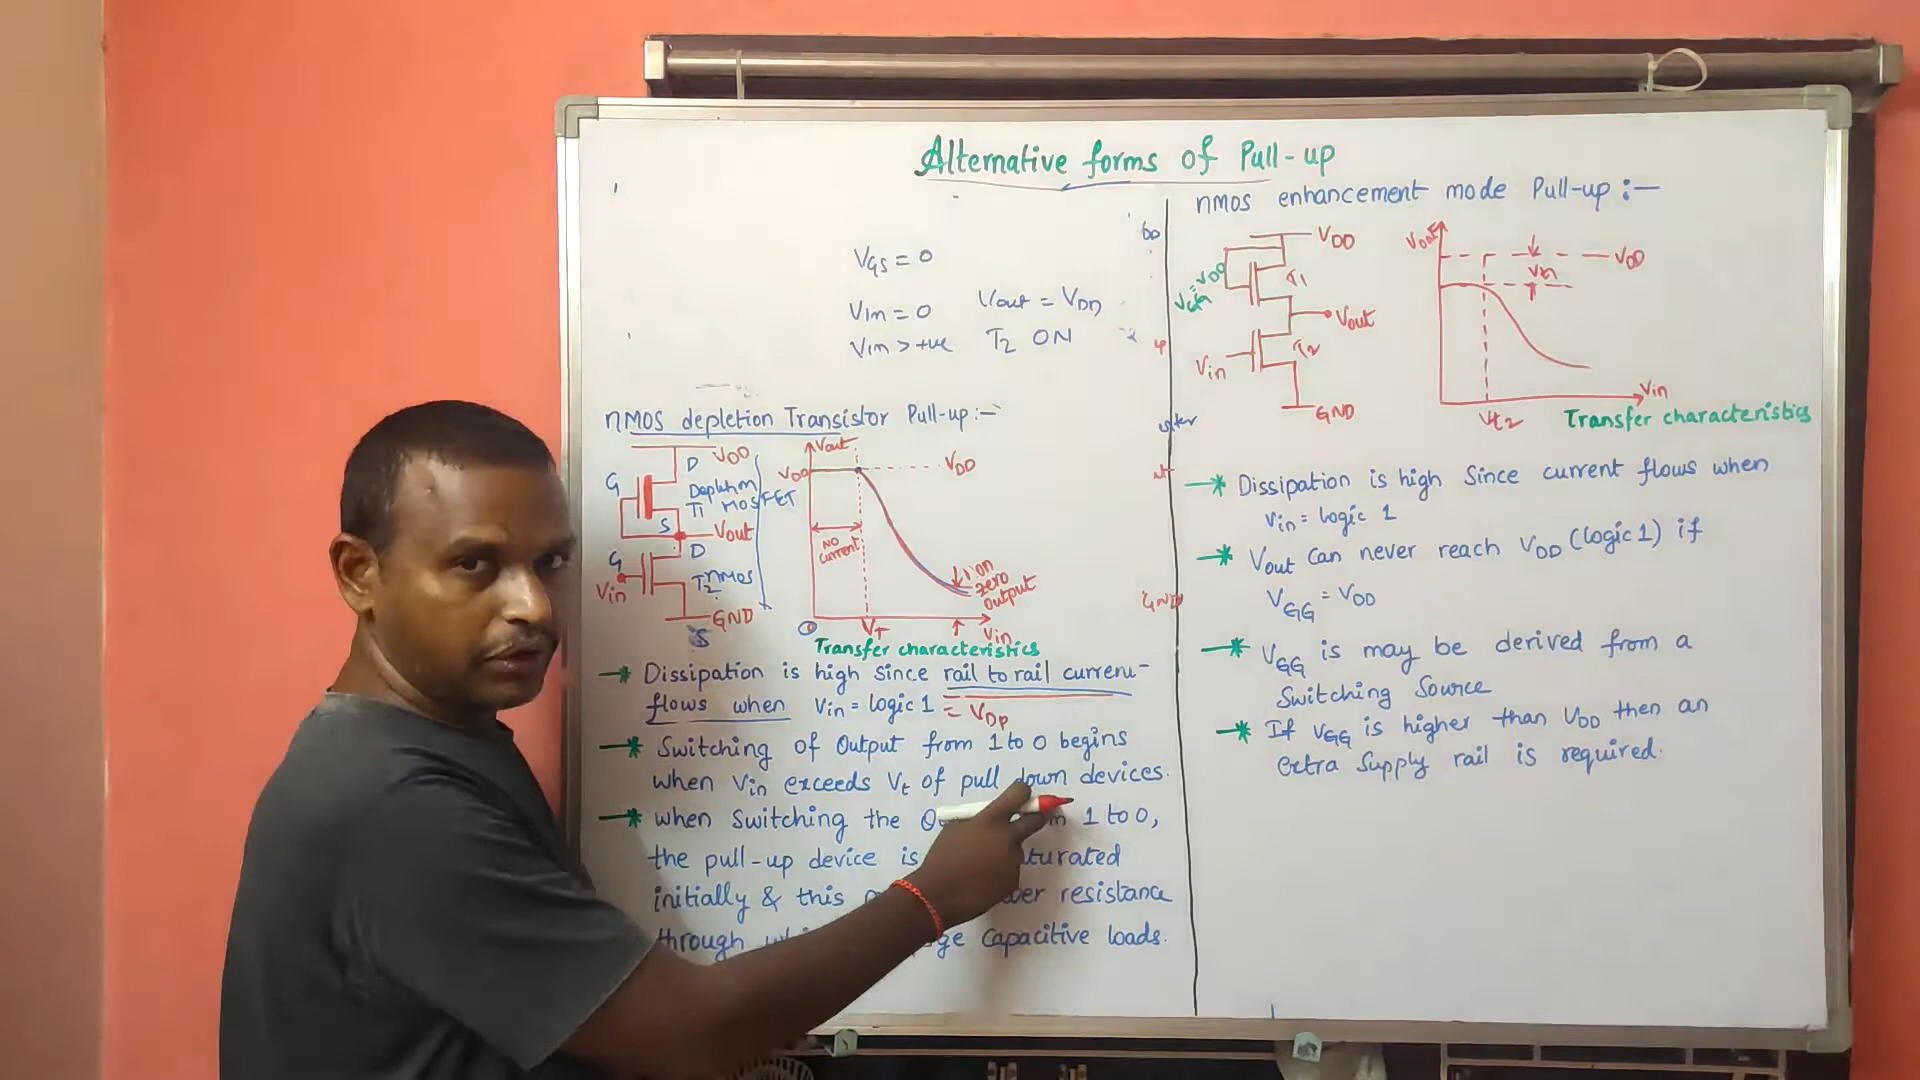 Alternative forms of Pull-up
VGS = 0
Vin = 0 Vout = VDD
Vin > +ve T2 ON
nMOS depletion Transistor Pull-up:-
VDD
D
G
Depletion
T1 MOSFET
S
Vout
D
G
T2 nMOS
Vin
GND
S
Vout
VDD
VDD
No
current
on
zero
output
0
VT
Vin
Transfer characteristics
* Dissipation is high Since rail to rail current
flows when Vin = logic 1 = VDD
* Switching of Output from 1 to 0 begins
when Vin exceeds Vt of pull down devices.
* when switching the 1 to 0,
the pull-up device is
initially & this resistance
through capacitive loads.
nMOS enhancement mode Pull-up :-
VDD
VGG = VDD
T1
Vout
T2
Vin
GND
Vout
VDD
Vin
Vt2
Transfer characteristics
* Dissipation is high Since current flows when
Vin = logic 1
* Vout can never reach VDD (logic 1) if
VGG = VDD
* VGG is may be derived from a
Switching Source
* If VGG is higher than VDD then an
extra Supply rail is required.
GND